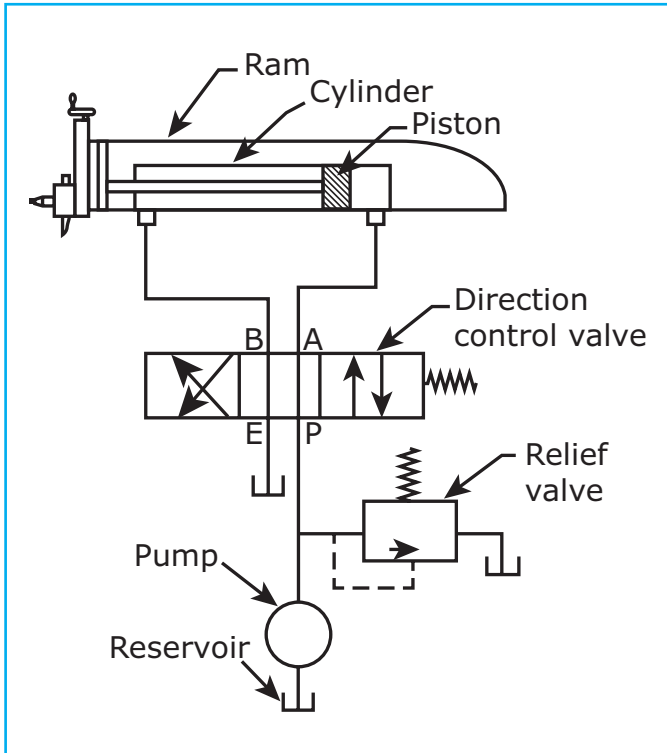 Ram
Cylinder
Piston
Direction
control valve
B A
E P
Relief
valve
Pump
Reservoir